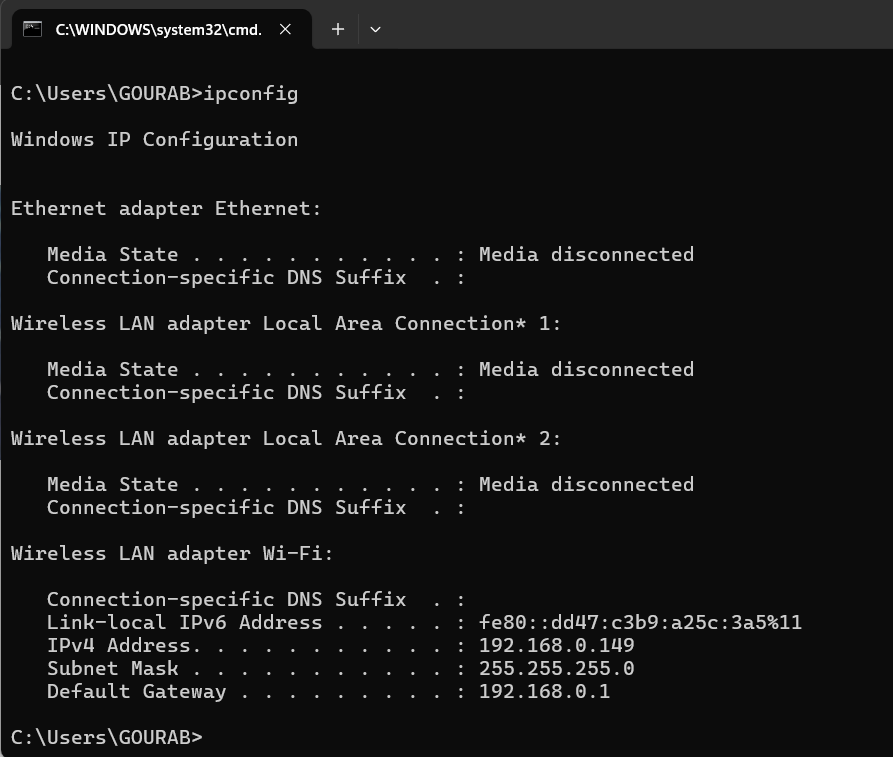 C:\WINDOWS\system32\cmd.
C:\Users\GOURAB>ipconfig
Windows IP Configuration
Ethernet adapter Ethernet:
Media State . . . . . . . . . . . : Media disconnected
Connection-specific DNS Suffix  . :
Wireless LAN adapter Local Area Connection* 1:
Media State . . . . . . . . . . . : Media disconnected
Connection-specific DNS Suffix  . :
Wireless LAN adapter Local Area Connection* 2:
Media State . . . . . . . . . . . : Media disconnected
Connection-specific DNS Suffix  . :
Wireless LAN adapter Wi-Fi:
Connection-specific DNS Suffix  . :
Link-local IPv6 Address . . . . . : fe80::dd47:c3b9:a25c:3a5%11
IPv4 Address. . . . . . . . . . . : 192.168.0.149
Subnet Mask . . . . . . . . . . . : 255.255.255.0
Default Gateway . . . . . . . . . : 192.168.0.1
C:\Users\GOURAB>